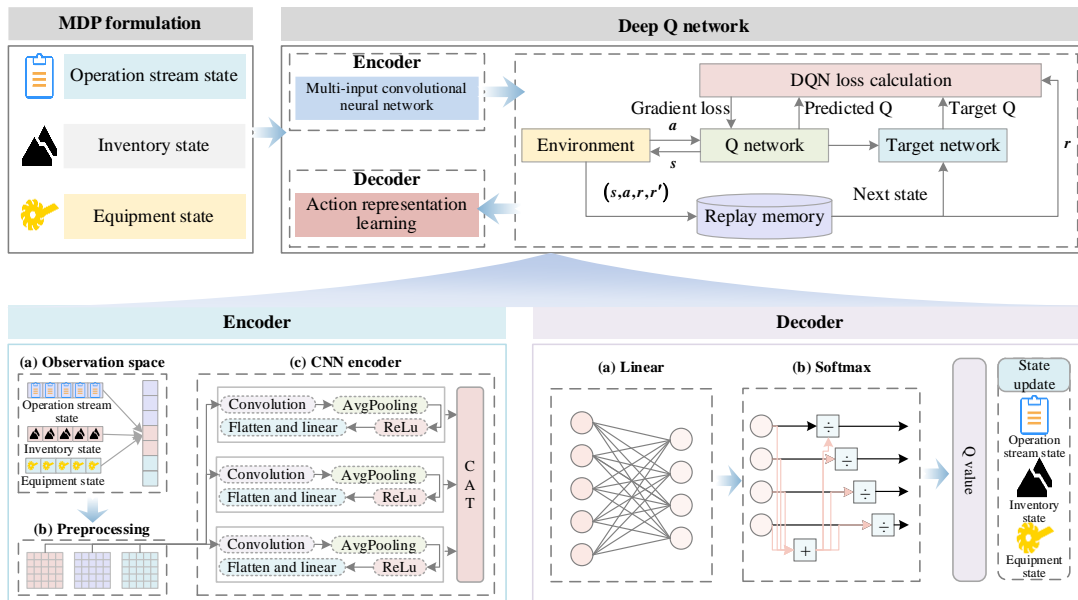 MDP formulation
Operation stream state
Inventory state
Equipment state
Deep Q network
Encoder
Multi-input convolutional
neural network
Decoder
Action representation
learning
DQN loss calculation
Gradient loss
Predicted Q
Target Q
Environment
a
s
Q network
Target network
r
(s,a,r,r′)
Replay memory
Next state
Encoder
(a) Observation space
Operation stream
state
Inventory state
Equipment state
(b) Preprocessing
(c) CNN encoder
Convolution
AvgPooling
Flatten and linear
ReLu
Convolution
AvgPooling
Flatten and linear
ReLu
Convolution
AvgPooling
Flatten and linear
ReLu
C
A
T
Decoder
(a) Linear
(b) Softmax
÷
÷
÷
÷
+
Q value
State
update
Operation
stream state
Inventory
state
Equipment
state